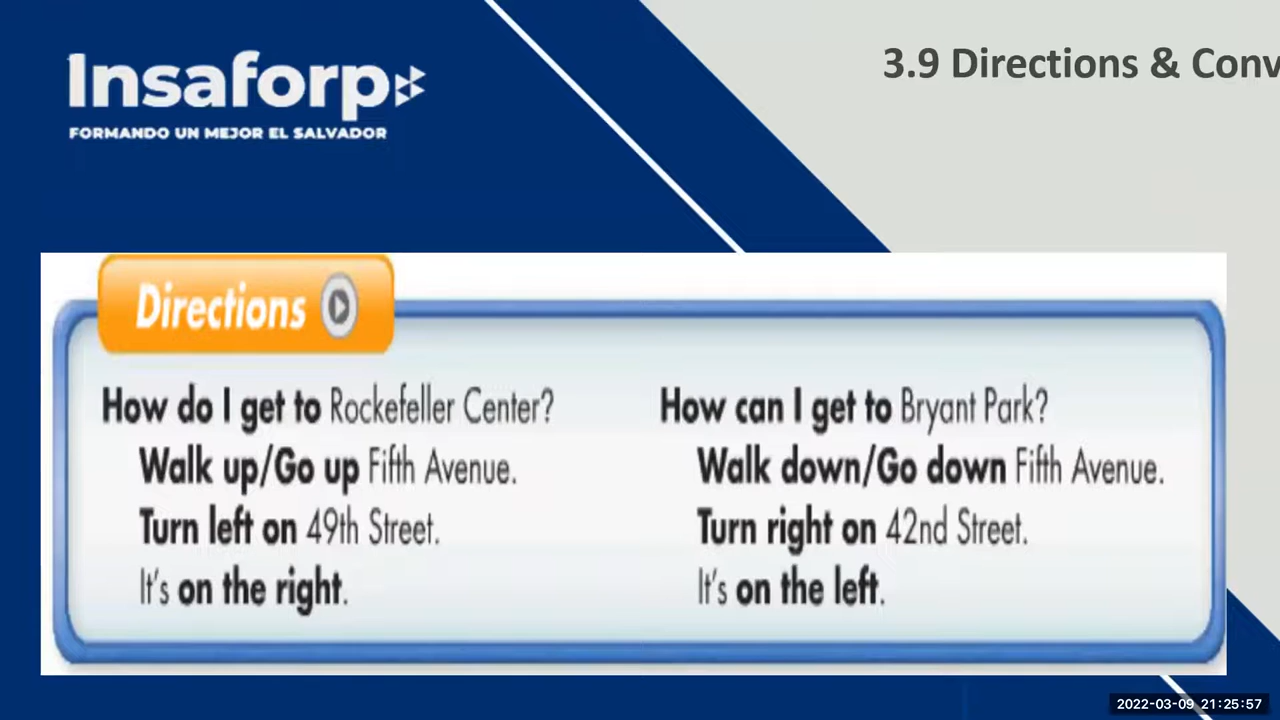 Insaforp
FORMANDO UN MEJOR EL SALVADOR
3.9 Directions & Conv
Directions
How do I get to Rockefeller Center?
Walk up/Go up Fifth Avenue.
Turn left on 49th Street.
It's on the right.
How can I get to Bryant Park?
Walk down/Go down Fifth Avenue.
Turn right on 42nd Street.
It's on the left.
2022-03-09 21:25:57